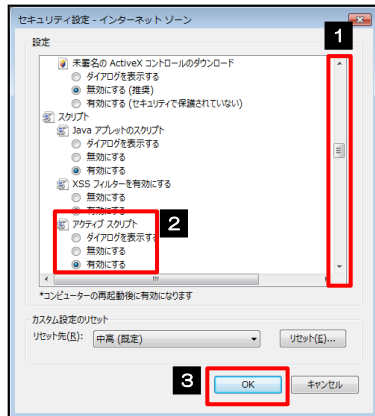 セキュリティ設定 - インターネット ゾーン
1
設定
未署名の ActiveX コントロールのダウンロード
ダイアログを表示する
無効にする (推奨)
有効にする (セキュリティで保護されていない)
スクリプト
Java アプレットのスクリプト
ダイアログを表示する
無効にする
有効にする
XSS フィルターを有効にする
無効にする
有効にする
アクティブ スクリプト
2
ダイアログを表示する
無効にする
有効にする
*コンピューターの再起動後に有効になります
カスタム設定のリセット
リセット先(R): 中高 (既定) リセット(E)...
3
OK キャンセル